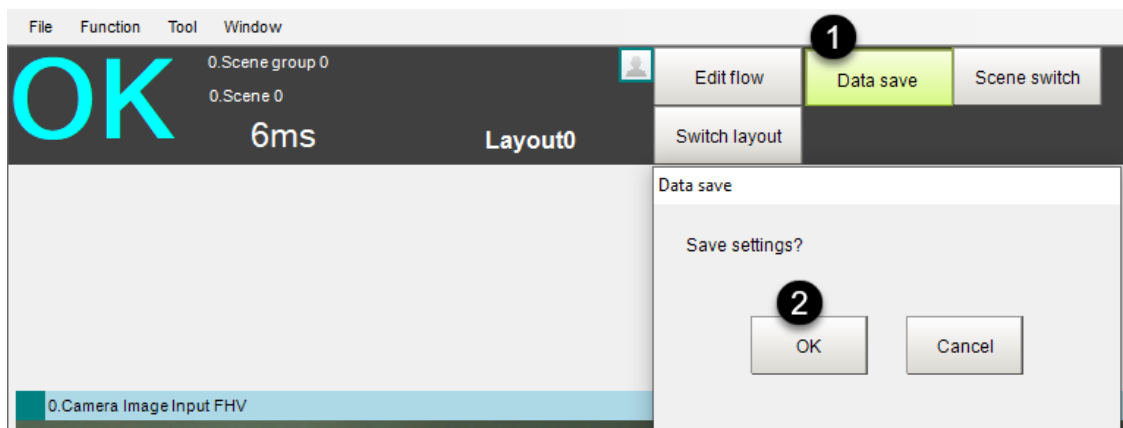 File Function Tool Window
OK
0.Scene group 0
0.Scene 0
6ms
Layout0
1
Edit flow
Data save
Scene switch
Switch layout
Data save
Save settings?
2
OK
Cancel
0.Camera Image Input FHV